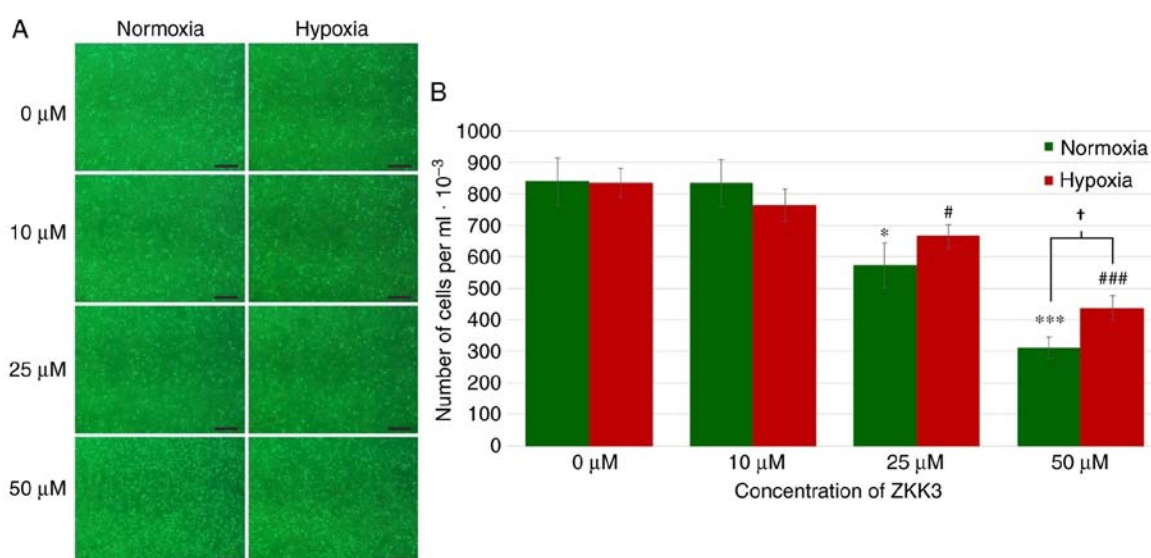 A
Normoxia Hypoxia
0 µM
10 µM
25 µM
50 µM
B
Number of cells per ml · 10⁻³
1000
900
800
700
600
500
400
300
200
100
0
Normoxia
Hypoxia
*
#
***
†
###
0 µM 10 µM 25 µM 50 µM
Concentration of ZKK3